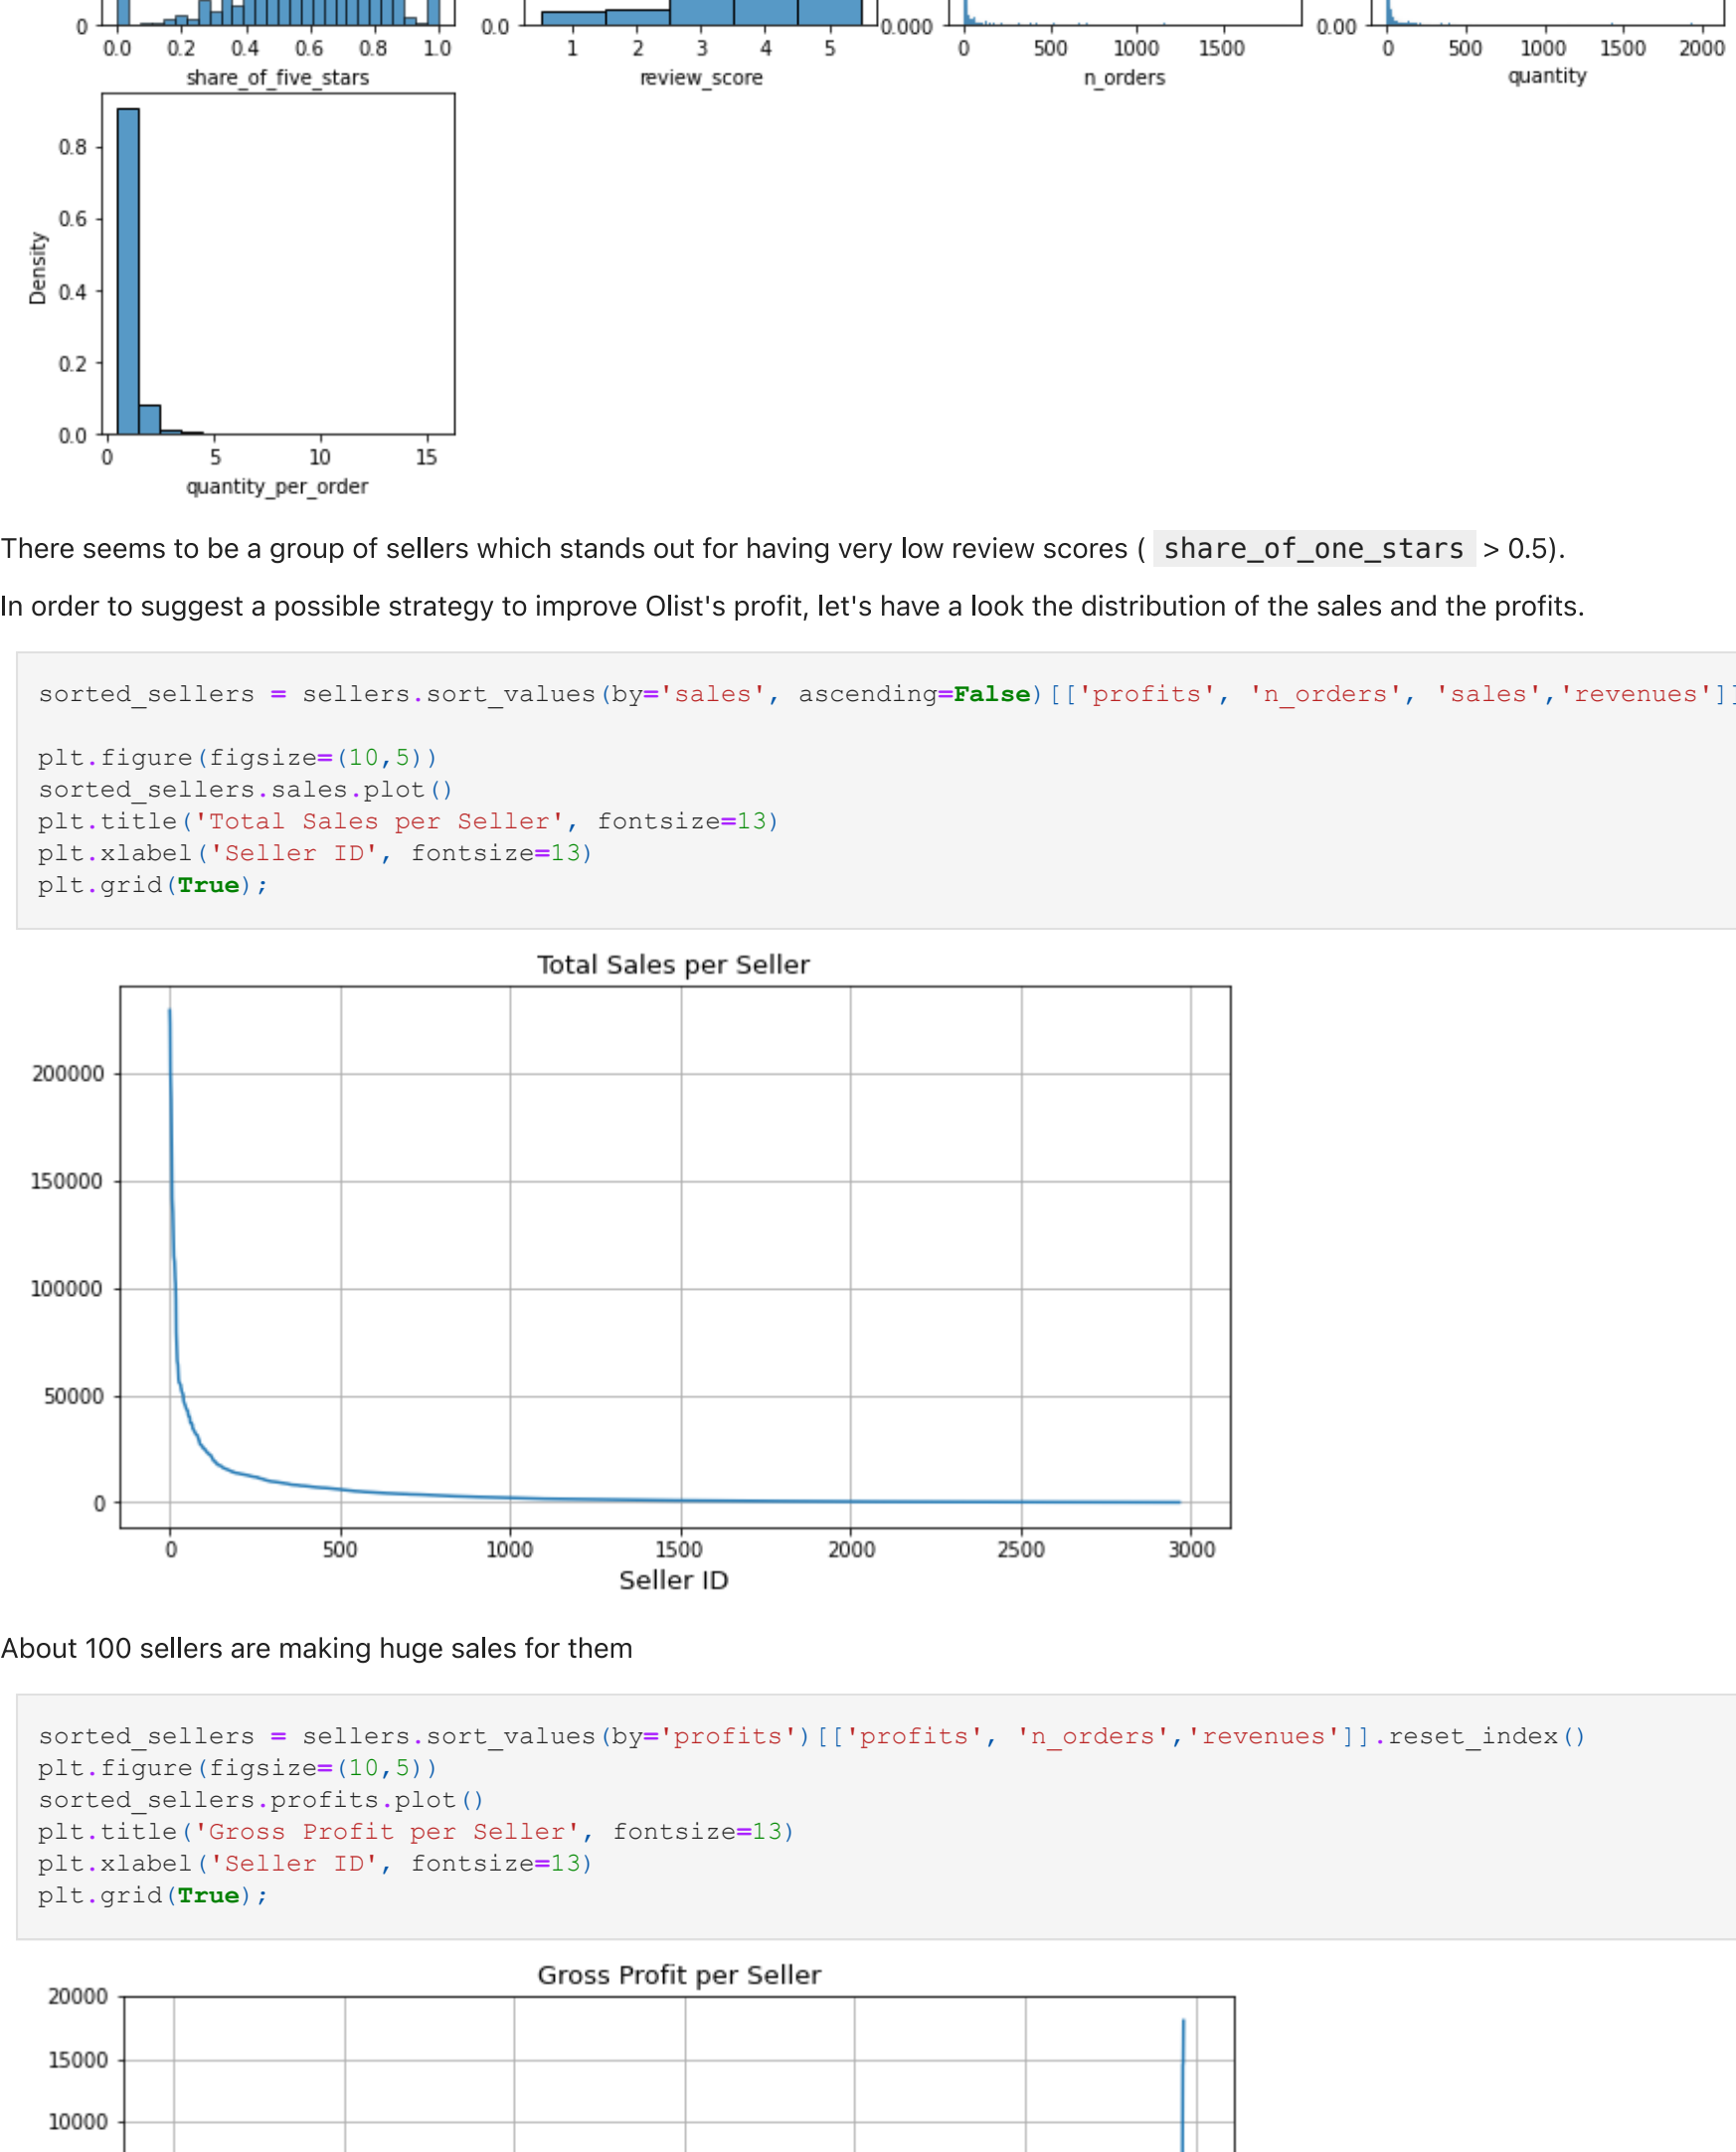 0 0.0 0.000 0.00
0.0 0.2 0.4 0.6 0.8 1.0 1 2 3 4 5 0 500 1000 1500 0 500 1000 1500 2000
share_of_five_stars review_score n_orders quantity
0.8
0.6
Density
0.4
0.2
0.0
0 5 10 15
quantity_per_order
There seems to be a group of sellers which stands out for having very low review scores ( share_of_one_stars > 0.5).
In order to suggest a possible strategy to improve Olist's profit, let's have a look the distribution of the sales and the profits.
sorted_sellers = sellers.sort_values(by='sales', ascending=False)[['profits', 'n_orders', 'sales','revenues']]
plt.figure(figsize=(10,5))
sorted_sellers.sales.plot()
plt.title('Total Sales per Seller', fontsize=13)
plt.xlabel('Seller ID', fontsize=13)
plt.grid(True);
Total Sales per Seller
200000
150000
100000
50000
0
0 500 1000 1500 2000 2500 3000
Seller ID
About 100 sellers are making huge sales for them
sorted_sellers = sellers.sort_values(by='profits')[['profits', 'n_orders','revenues']].reset_index()
plt.figure(figsize=(10,5))
sorted_sellers.profits.plot()
plt.title('Gross Profit per Seller', fontsize=13)
plt.xlabel('Seller ID', fontsize=13)
plt.grid(True);
Gross Profit per Seller
20000
15000
10000